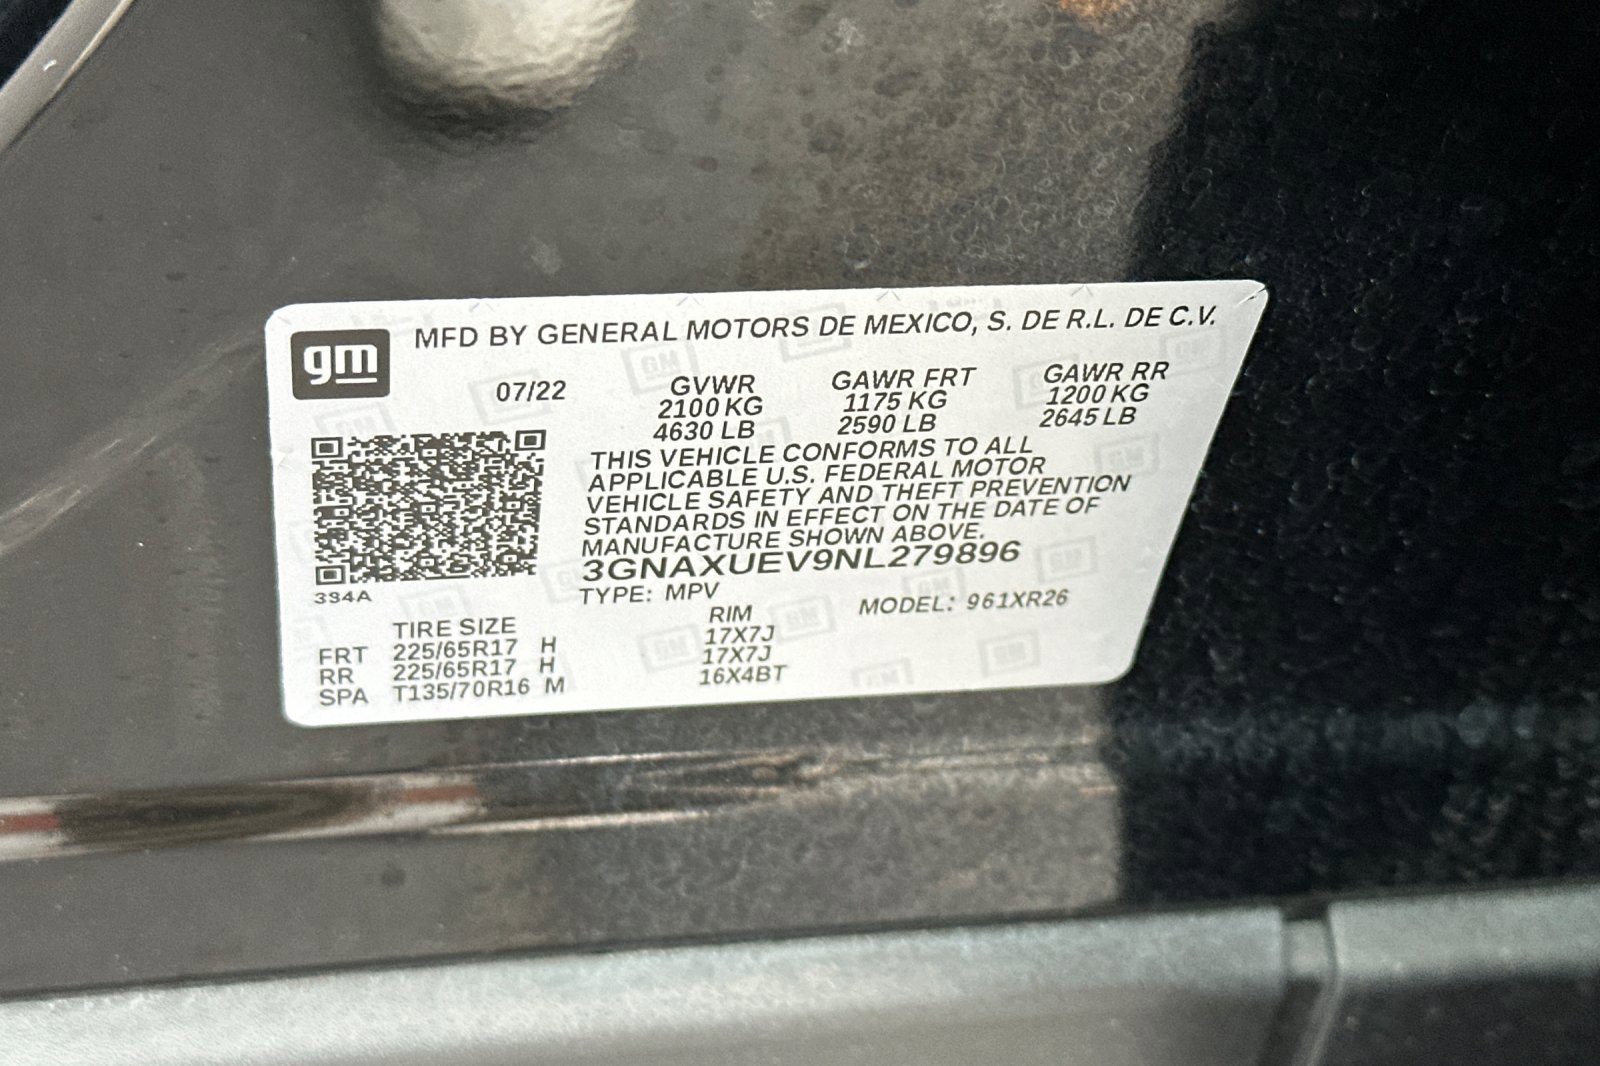 gm
MFD BY GENERAL MOTORS DE MEXICO, S. DE R.L. DE C.V.
07/22 GVWR GAWR FRT GAWR RR
2100 KG 1175 KG 1200 KG
4630 LB 2590 LB 2645 LB
THIS VEHICLE CONFORMS TO ALL
APPLICABLE U.S. FEDERAL MOTOR
VEHICLE SAFETY AND THEFT PREVENTION
STANDARDS IN EFFECT ON THE DATE OF
MANUFACTURE SHOWN ABOVE.
3GNAXUEV9NL279896
334A
TYPE: MPV MODEL: 961XR26
TIRE SIZE RIM
FRT 225/65R17 H 17X7J
RR 225/65R17 H 17X7J
SPA T135/70R16 M 16X4BT